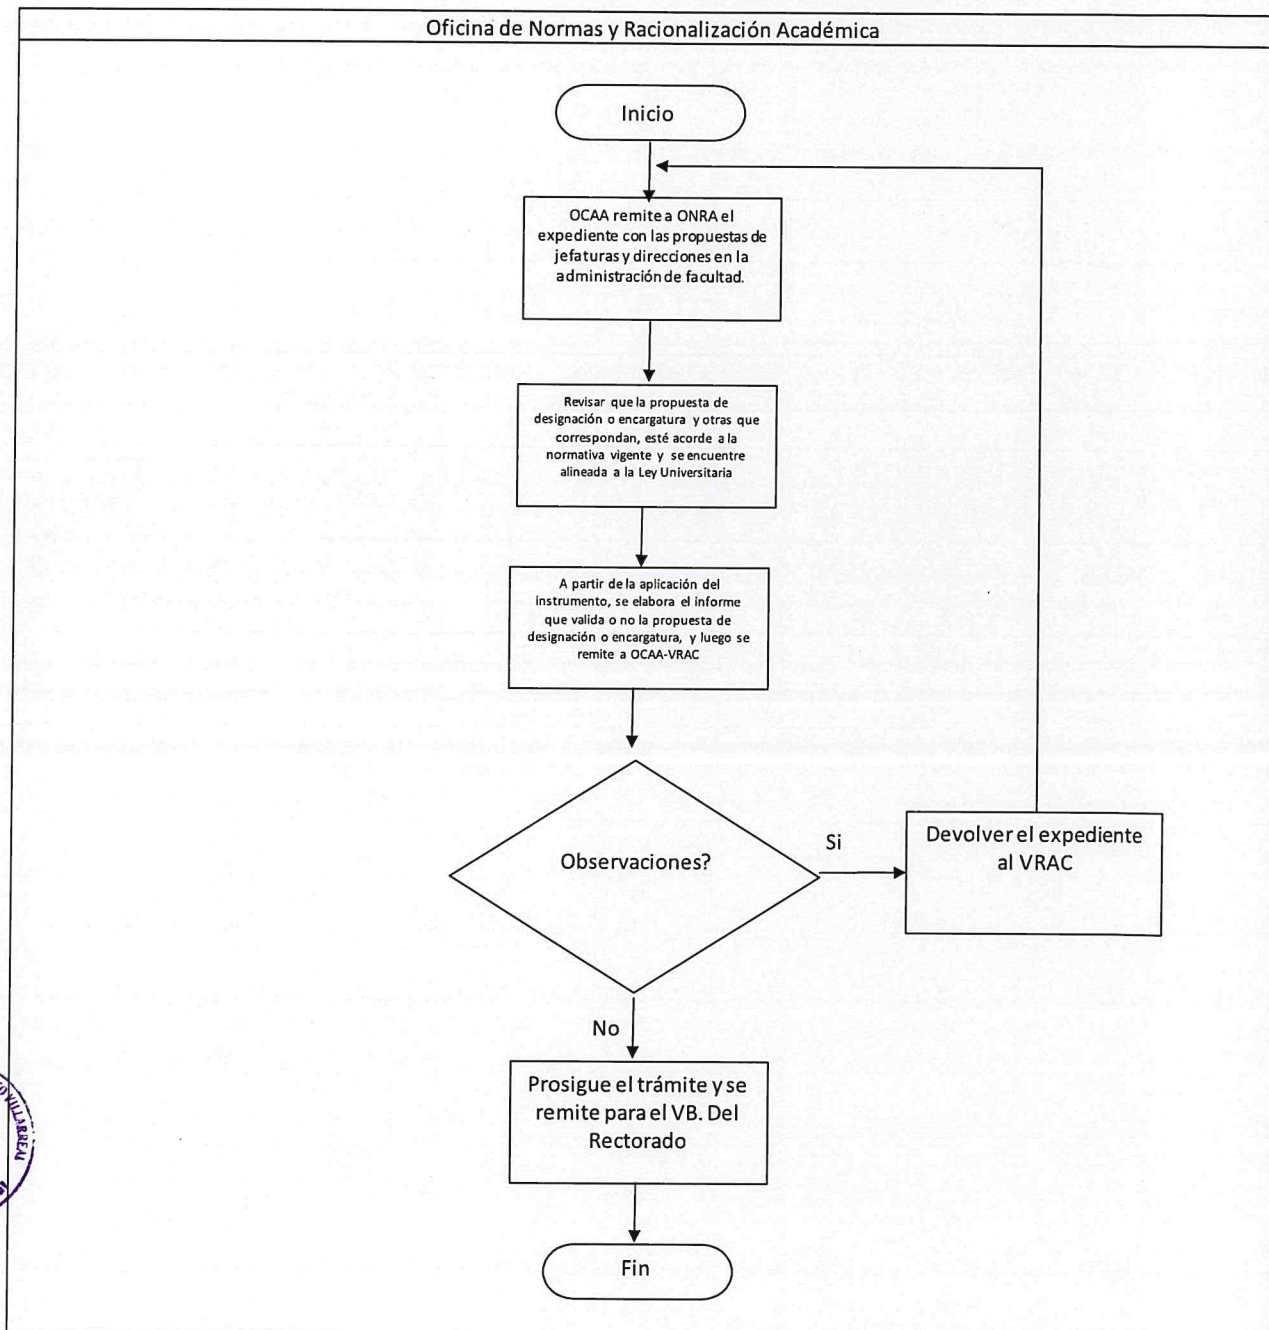 Oficina de Normas y Racionalización Académica
Inicio
OCAA remite a ONRA el
expediente con las propuestas de
jefaturas y direcciones en la
administración de facultad.
Revisar que la propuesta de
designación o encargatura y otras que
correspondan, esté acorde a la
normativa vigente y se encuentre
alineada a la Ley Universitaria
A partir de la aplicación del
instrumento, se elabora el informe
que valida o no la propuesta de
designación o encargatura, y luego se
remite a OCAA-VRAC
Observaciones?
Si
Devolver el expediente
al VRAC
No
Prosigue el trámite y se
remite para el VB. Del
Rectorado
Fin
VILLARREAL